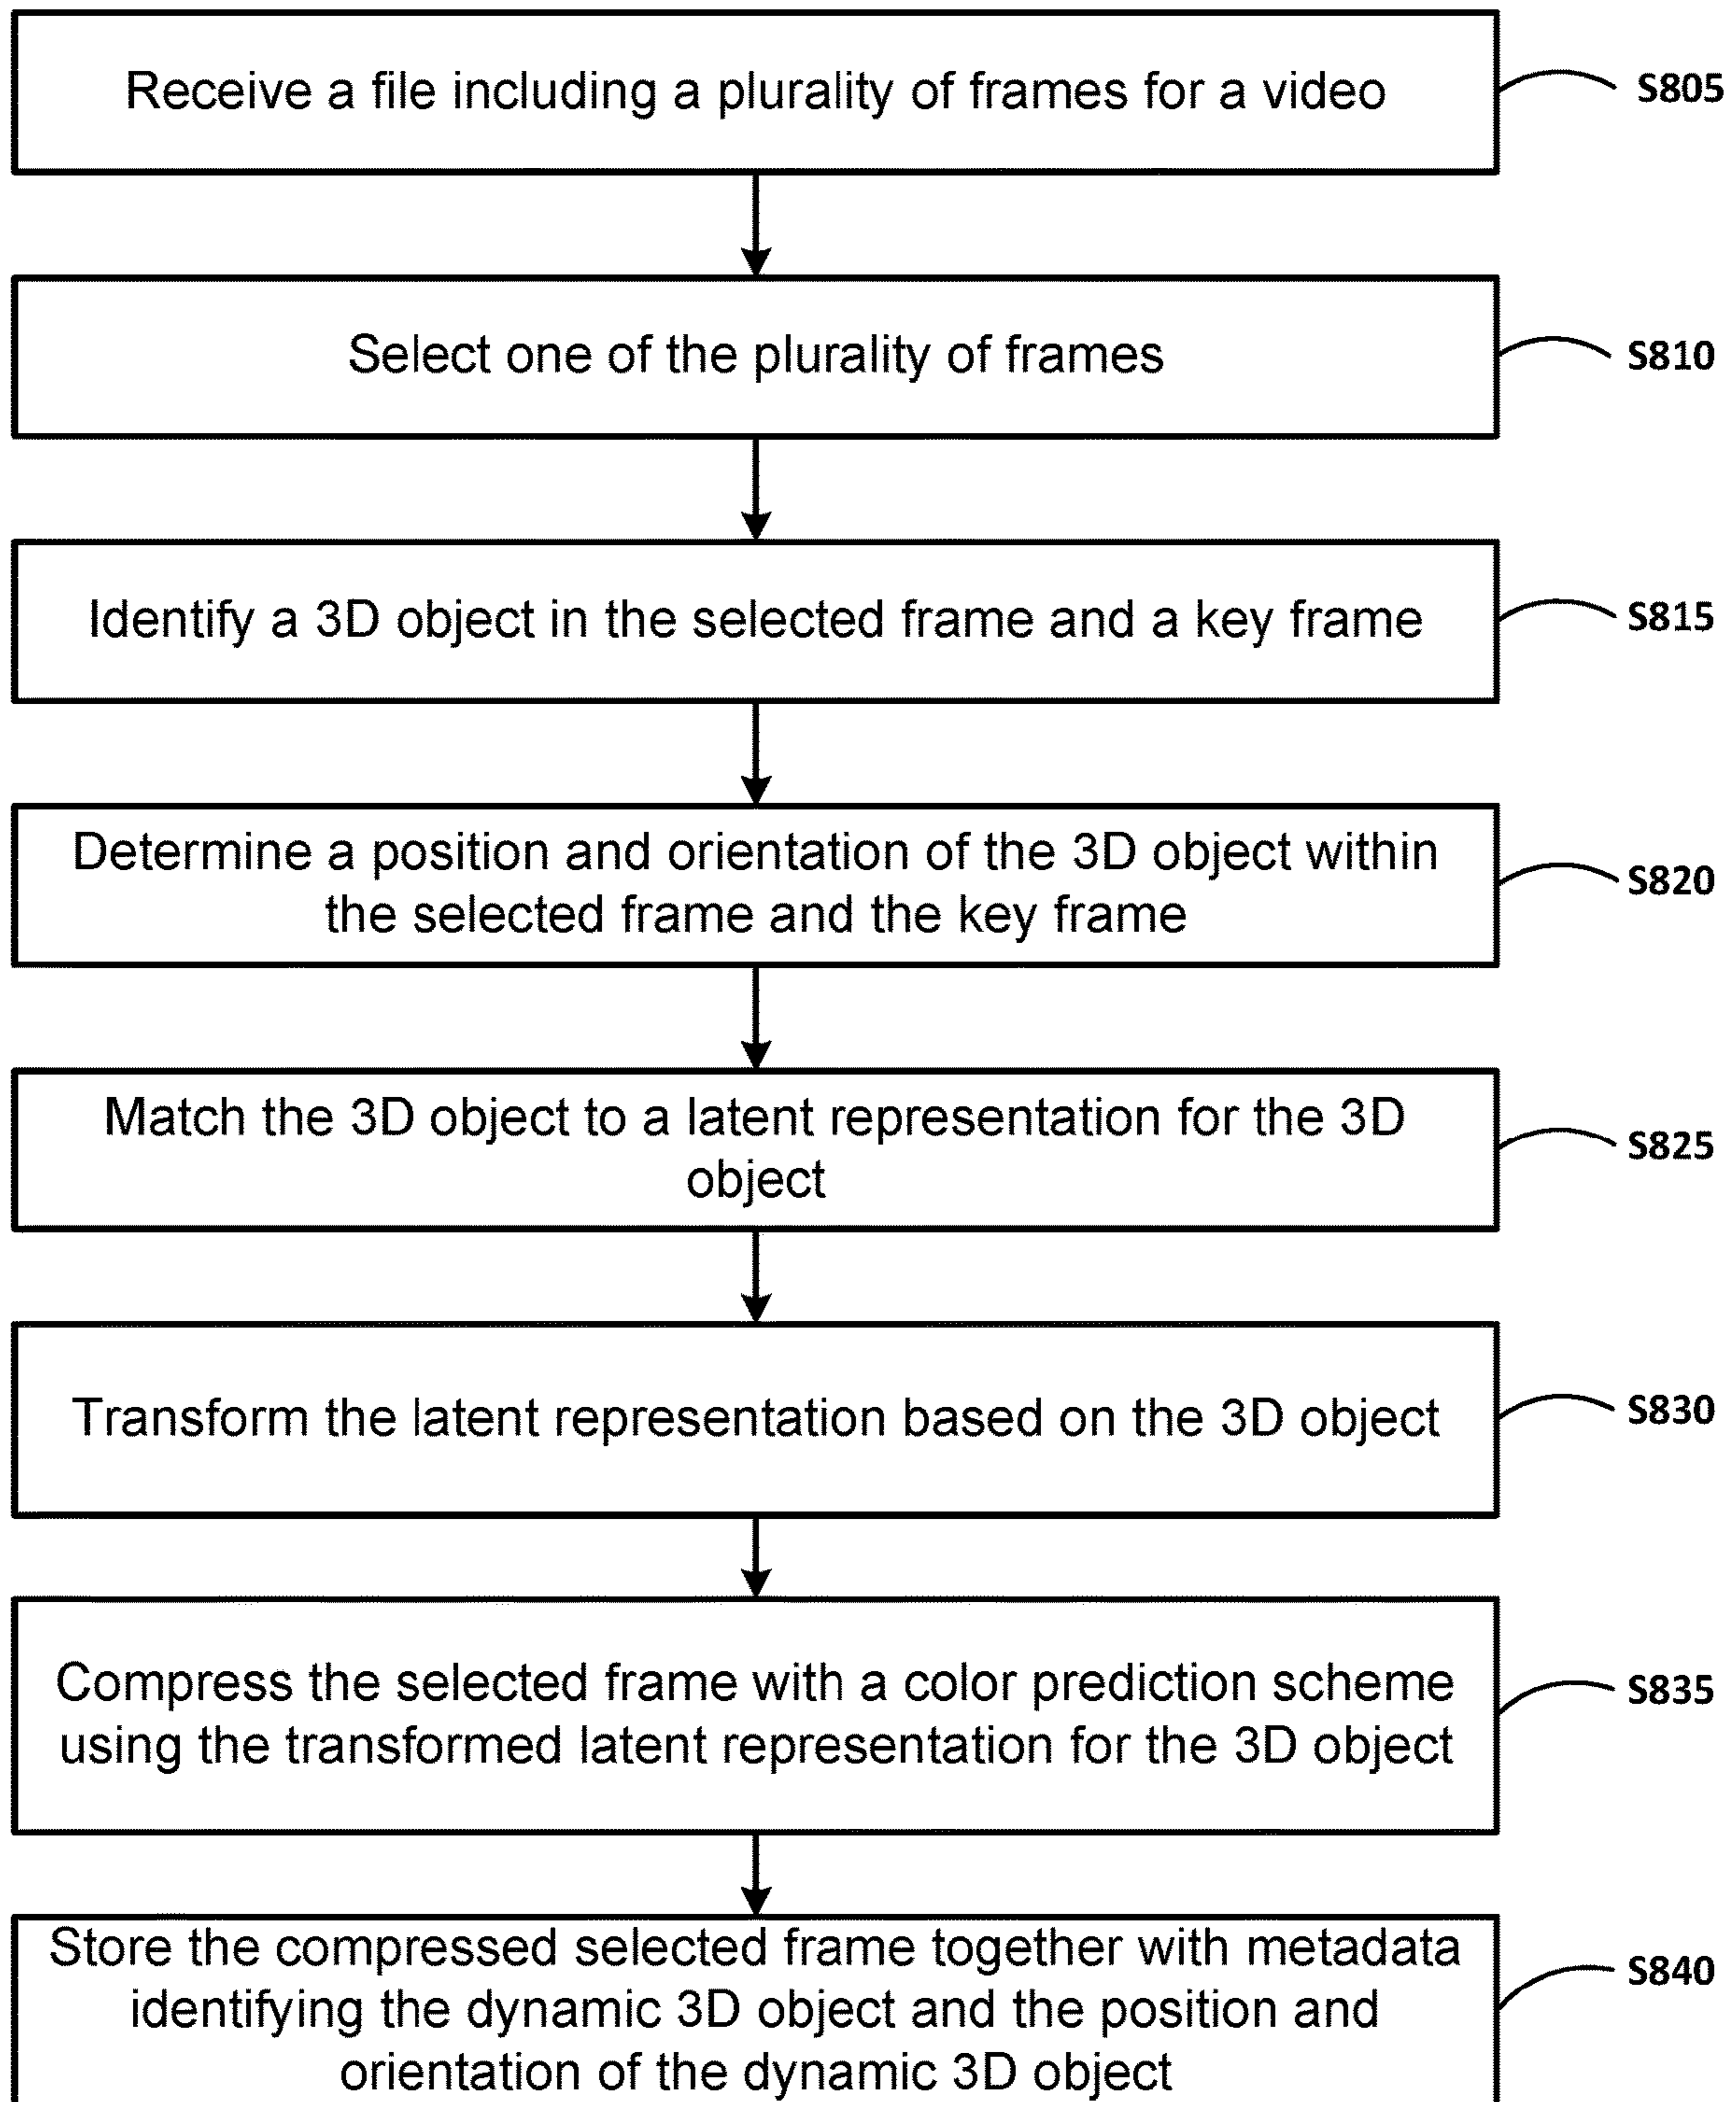 Receive a file including a plurality of frames for a video
S805
Select one of the plurality of frames
S810
Identify a 3D object in the selected frame and a key frame
S815
Determine a position and orientation of the 3D object within
the selected frame and the key frame
S820
Match the 3D object to a latent representation for the 3D
object
S825
Transform the latent representation based on the 3D object
S830
Compress the selected frame with a color prediction scheme
using the transformed latent representation for the 3D object
S835
Store the compressed selected frame together with metadata
identifying the dynamic 3D object and the position and
orientation of the dynamic 3D object
S840